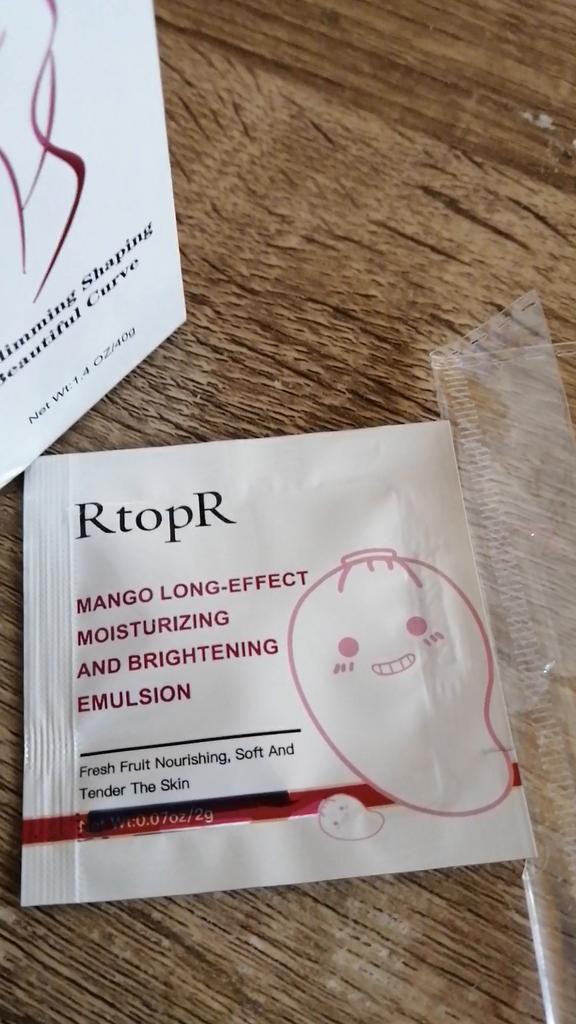 Shaping
Beautiful Curve
Net Wt:1.4 OZ/40g
RtopR
MANGO LONG-EFFECT
MOISTURIZING
AND BRIGHTENING
EMULSION
Fresh Fruit Nourishing, Soft And
Tender The Skin
Net Wt:0.07oz/2g